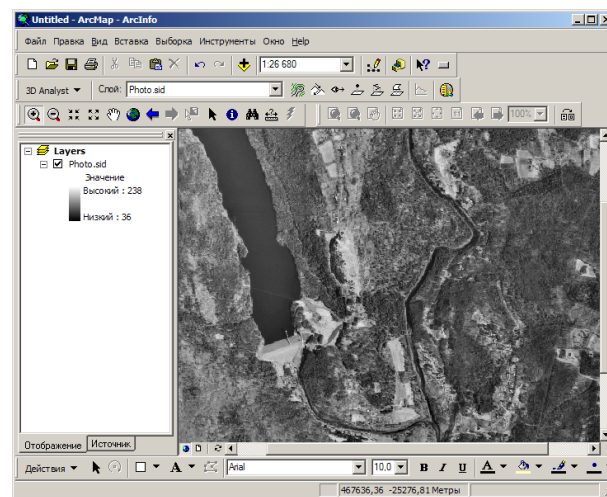 Untitled - ArcMap - ArcInfo
Файл Правка Вид Вставка Выборка Инструменты Окно Help
1:26 680
3D Analyst Слой: Photo.sid
100%
Layers
Photo.sid
Значение
Высокий : 238
Низкий : 36
Отображение Источник
Действия A Arial 10.0 B I U A
467636,36 -25276,81 Метры